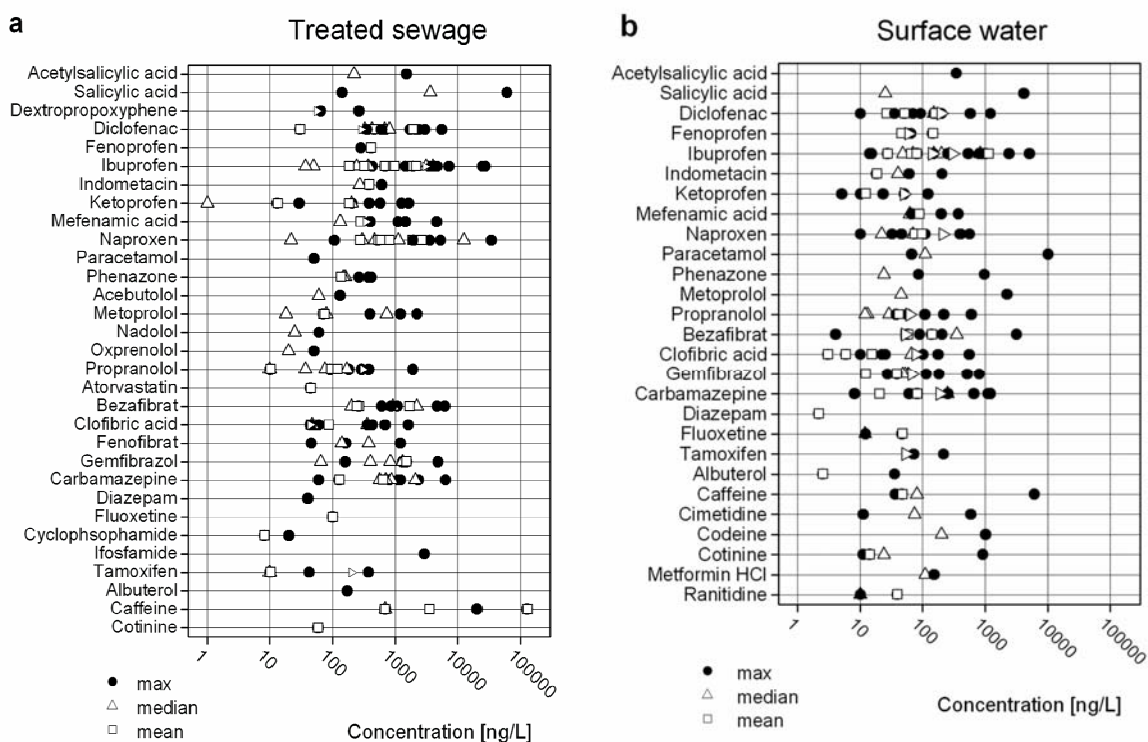 a
Treated sewage
Acetylsalicylic acid
Salicylic acid
Dextropropoxyphene
Diclofenac
Fenoprofen
Ibuprofen
Indometacin
Ketoprofen
Mefenamic acid
Naproxen
Paracetamol
Phenazone
Acebutolol
Metoprolol
Nadolol
Oxprenolol
Propranolol
Atorvastatin
Bezafibrat
Clofibric acid
Fenofibrat
Gemfibrazol
Carbamazepine
Diazepam
Fluoxetine
Cyclophsophamide
Ifosfamide
Tamoxifen
Albuterol
Caffeine
Cotinine
1 10 100 1000 10000 100000
max
median
mean
Concentration [ng/L]
b
Surface water
Acetylsalicylic acid
Salicylic acid
Diclofenac
Fenoprofen
Ibuprofen
Indometacin
Ketoprofen
Mefenamic acid
Naproxen
Paracetamol
Phenazone
Metoprolol
Propranolol
Bezafibrat
Clofibric acid
Gemfibrazol
Carbamazepine
Diazepam
Fluoxetine
Tamoxifen
Albuterol
Caffeine
Cimetidine
Codeine
Cotinine
Metformin HCl
Ranitidine
1 10 100 1000 10000 100000
max
median
mean
Concentration [ng/L]